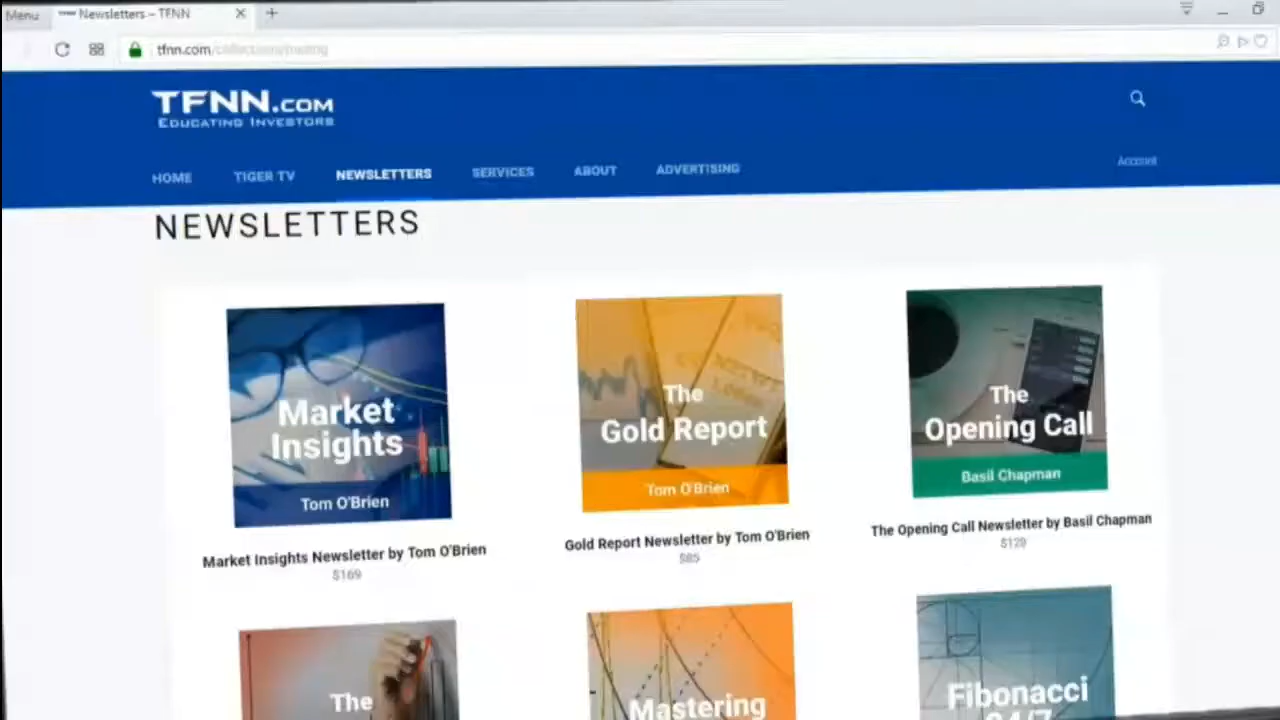 Menu
Newsletters – TFNN
tfnn.com
TFNN.COM
EDUCATING INVESTORS
HOME TIGER TV NEWSLETTERS SERVICES ABOUT ADVERTISING
Account
NEWSLETTERS
Market
Insights
Tom O'Brien
Market Insights Newsletter by Tom O'Brien
$169
The
Gold Report
Tom O'Brien
Gold Report Newsletter by Tom O'Brien
$85
The
Opening Call
Basil Chapman
The Opening Call Newsletter by Basil Chapman
$129
The
Mastering
Fibonacci
24/7